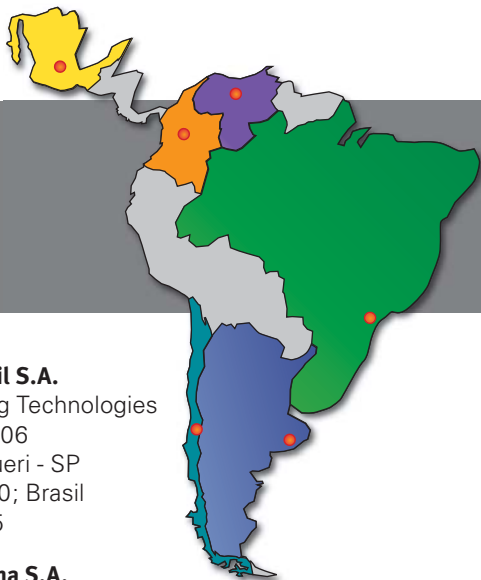 il S.A.
g Technologies
06
ueri - SP
0; Brasil
5
na S.A.